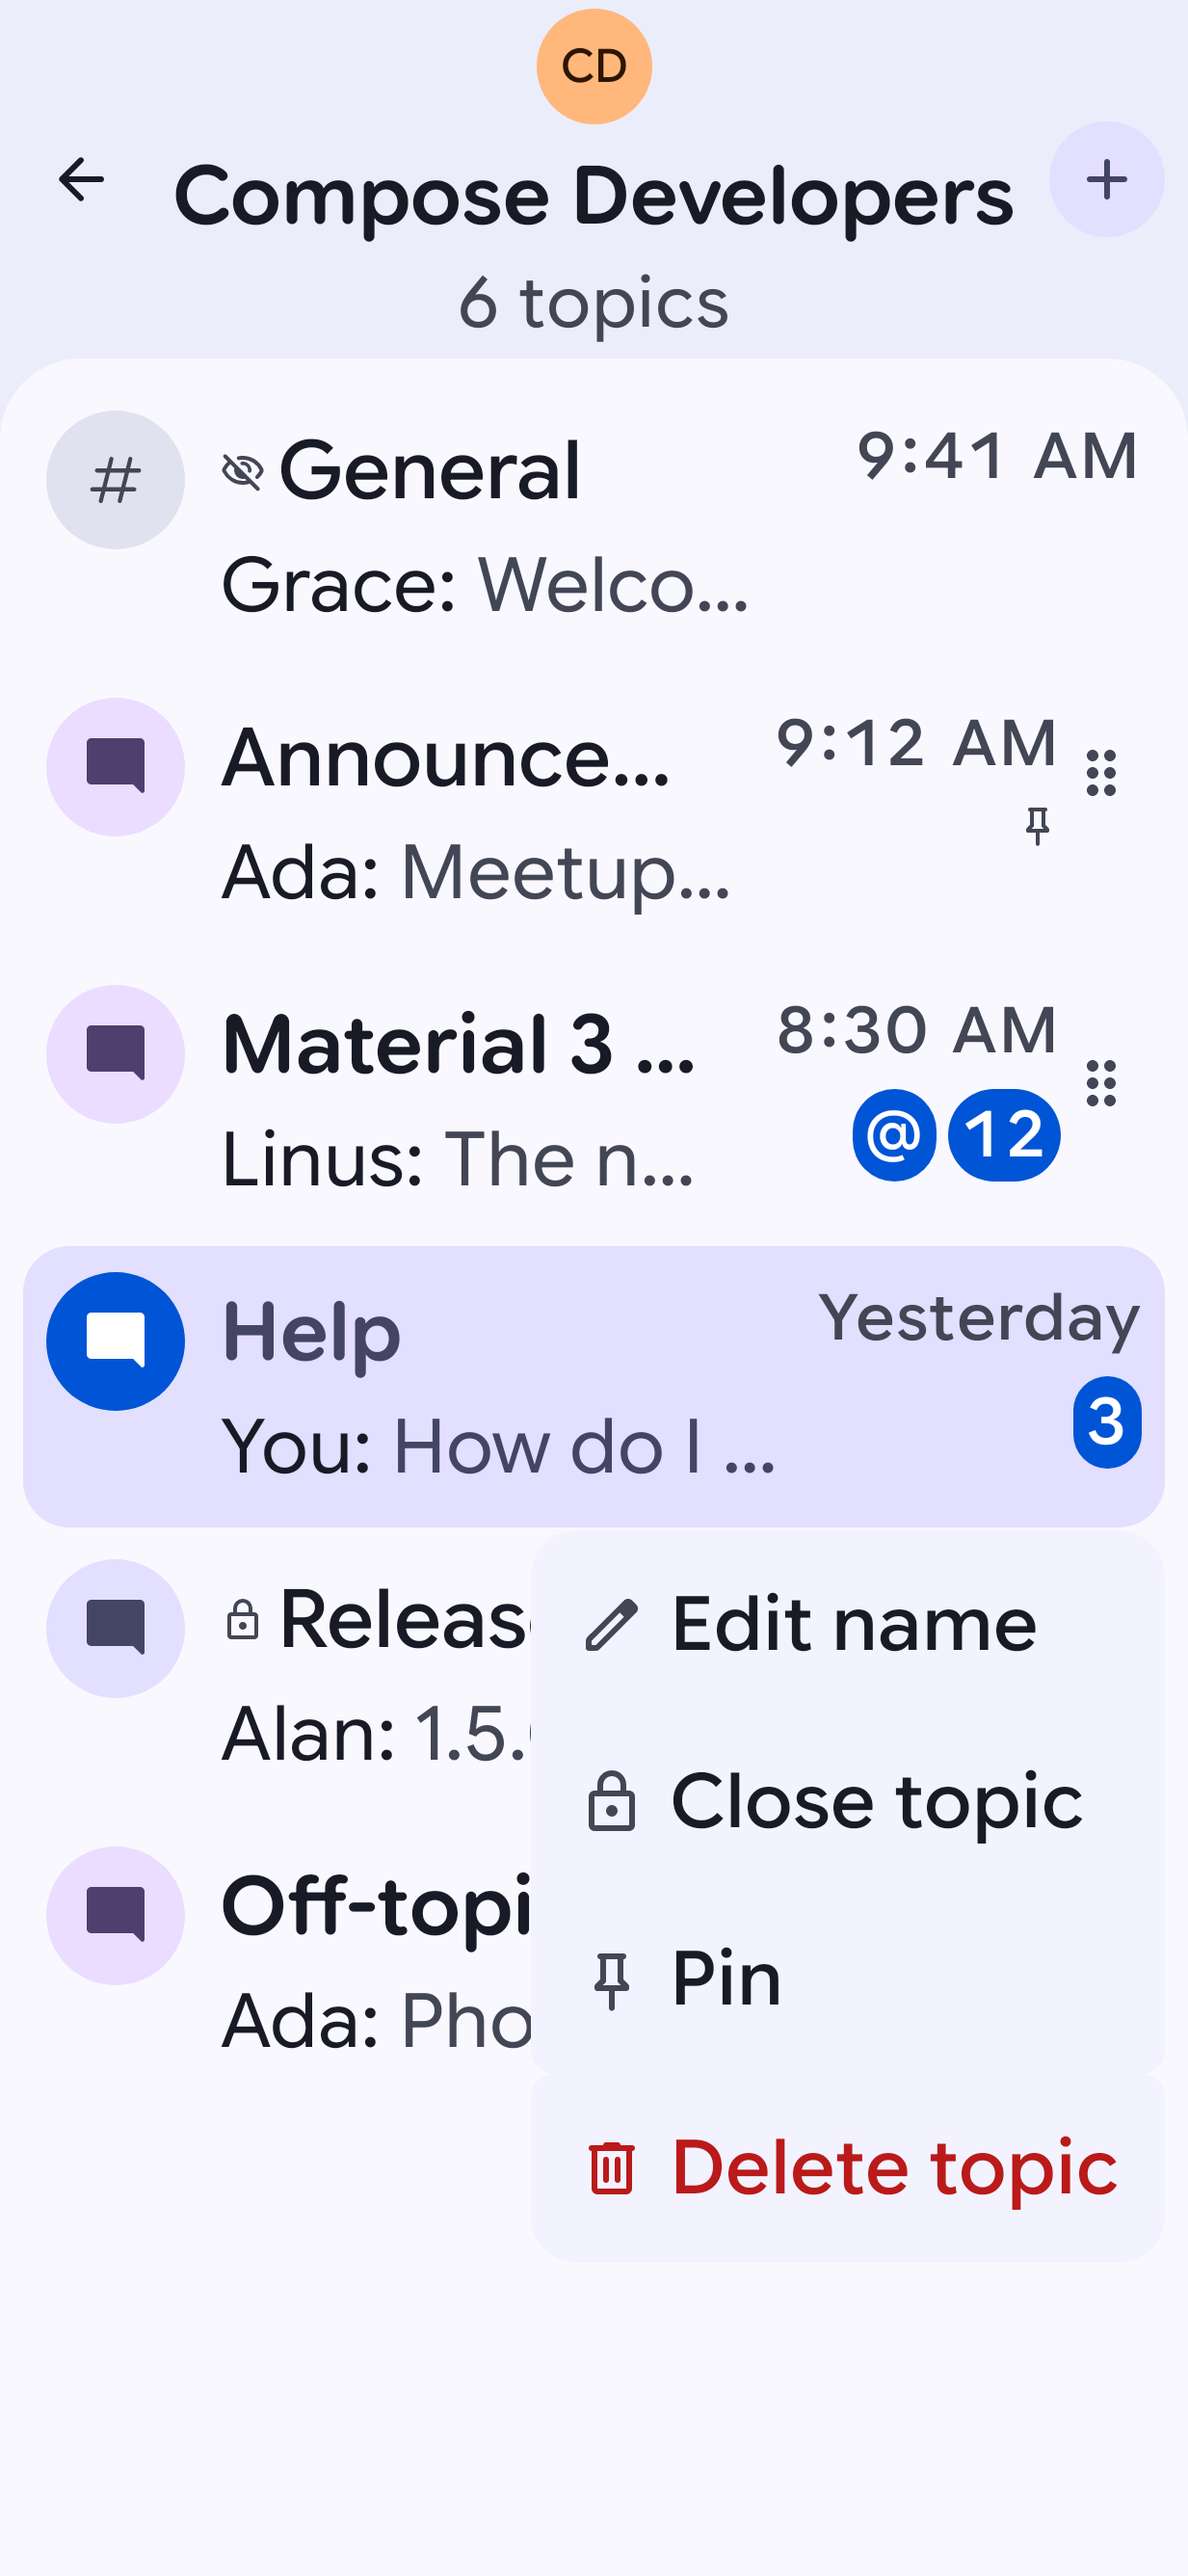 CD
Compose Developers
6 topics
General
9:41 AM
Grace: Welco...
Announce...
9:12 AM
Ada: Meetup...
Material 3 ...
8:30 AM
Linus: The n...
@ 12
Help
Yesterday
You: How do I ...
3
Edit name
Alan: 1.5.
Close topic
Off-topi
Pin
Ada: Pho
Delete topic